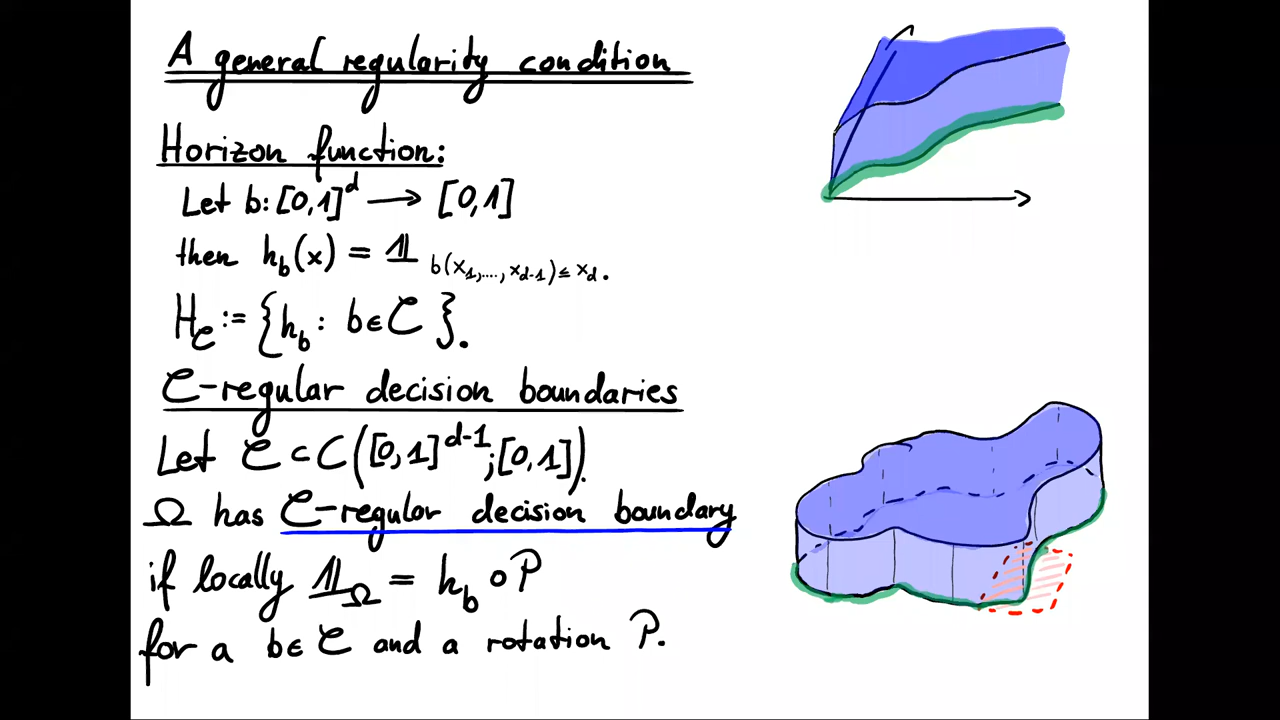 A general regularity condition
Horizon function:
Let b: [0,1]^d → [0,1]
then h_b(x) = 𝟙_{b(x_1,...,x_{d-1}) ≤ x_d}.
H_𝒞 := {h_b : b ∈ 𝒞}.
𝒞-regular decision boundaries
Let 𝒞 ⊂ C([0,1]^{d-1};[0,1]).
Ω has 𝒞-regular decision boundary
if locally 𝟙_Ω = h_b ∘ P
for a b ∈ 𝒞 and a rotation P.